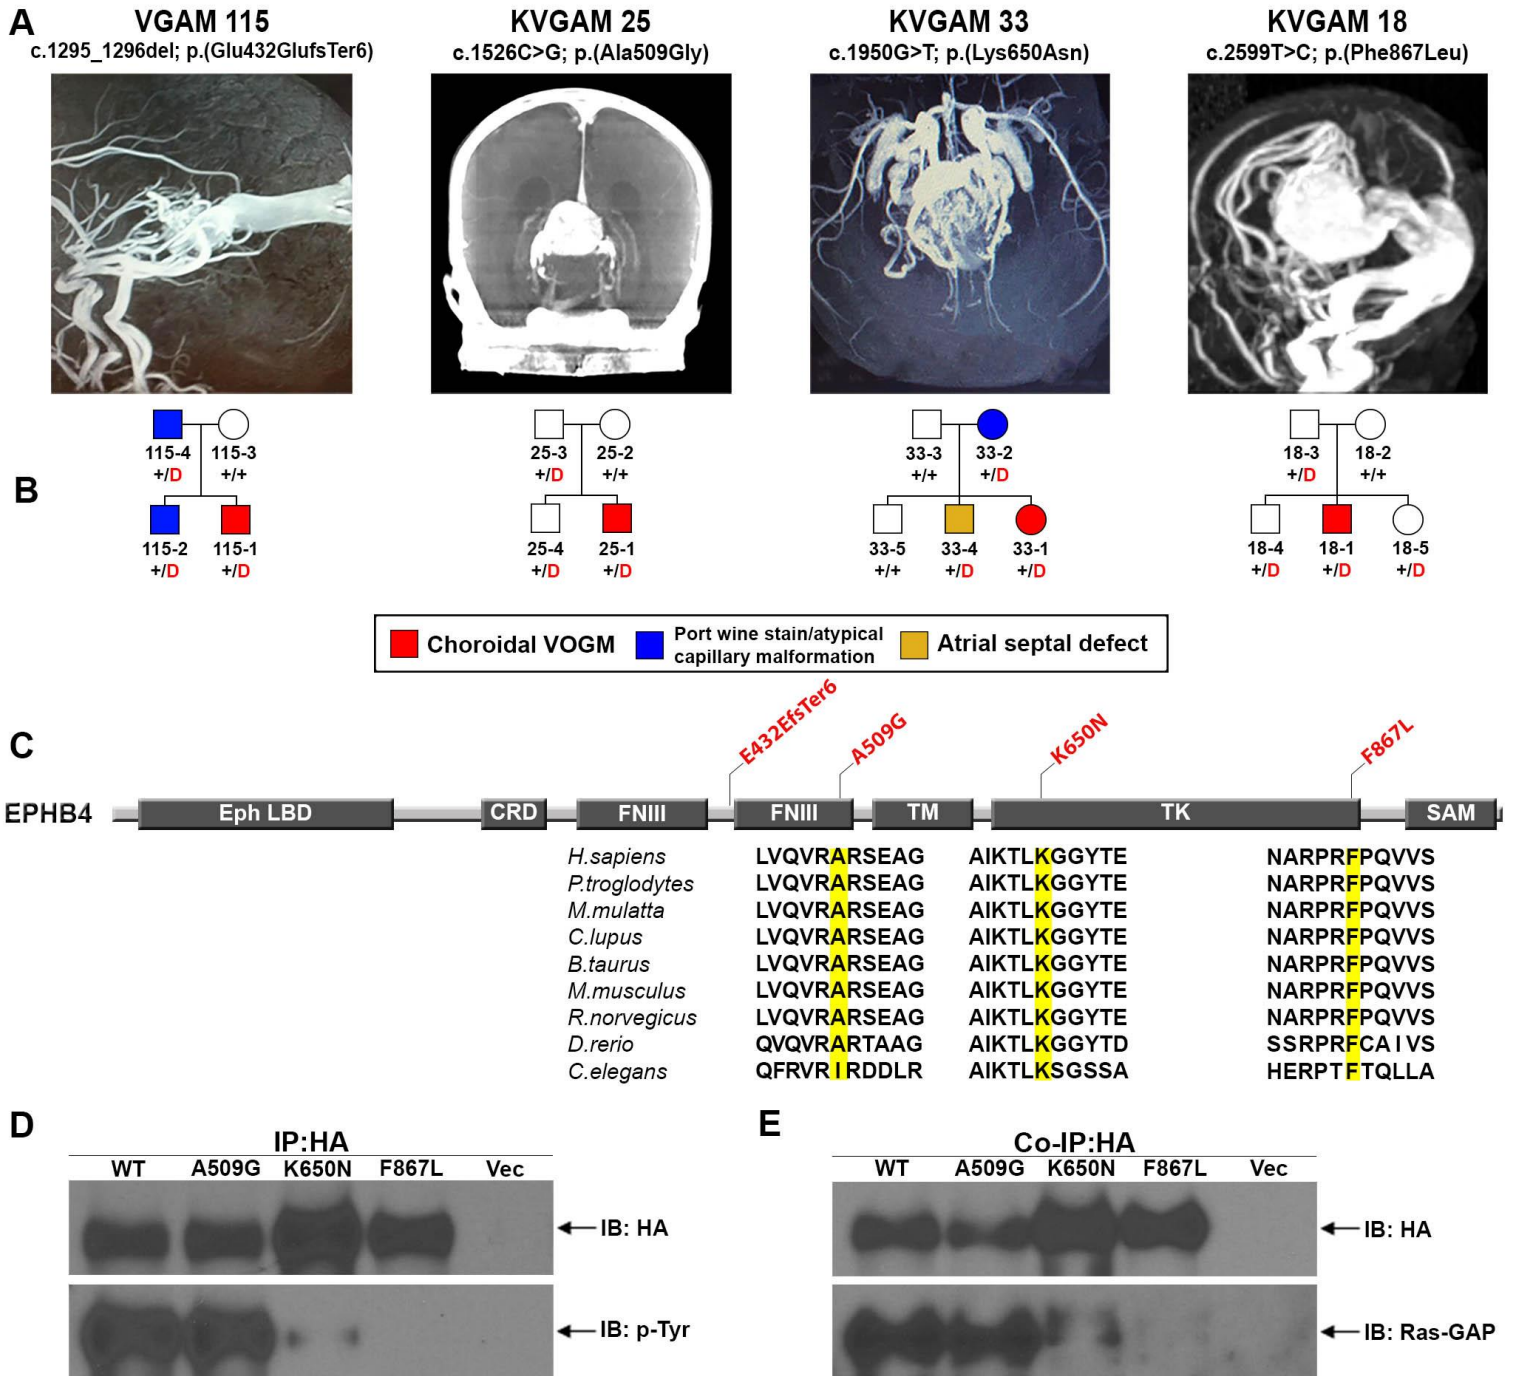 A
VGAM 115
c.1295_1296del; p.(Glu432GlufsTer6)
KVGAM 25
c.1526C>G; p.(Ala509Gly)
KVGAM 33
c.1950G>T; p.(Lys650Asn)
KVGAM 18
c.2599T>C; p.(Phe867Leu)
B
115-4 115-3
+/D +/+
115-2 115-1
+/D +/D
25-3 25-2
+/D +/+
25-4 25-1
+/D +/D
33-3 33-2
+/+ +/D
33-5 33-4 33-1
+/+ +/D +/D
18-3 18-2
+/D +/+
18-4 18-1 18-5
+/D +/D +/D
Choroidal VOGM
Port wine stain/atypical
capillary malformation
Atrial septal defect
C
E432EfsTer6 A509G K650N F867L
EPHB4 Eph LBD CRD FNIII FNIII TM TK SAM
H.sapiens LVQVRARSEAG AIKTLKGGYTE NARPRFPQVVS
P.troglodytes LVQVRARSEAG AIKTLKGGYTE NARPRFPQVVS
M.mulatta LVQVRARSEAG AIKTLKGGYTE NARPRFPQVVS
C.lupus LVQVRARSEAG AIKTLKGGYTE NARPRFPQVVS
B.taurus LVQVRARSEAG AIKTLKGGYTE NARPRFPQVVS
M.musculus LVQVRARSEAG AIKTLKGGYTE NARPRFPQVVS
R.norvegicus LVQVRARSEAG AIKTLKGGYTE NARPRFPQVVS
D.rerio QVQVRARTAAG AIKTLKGGYTD SSRPRFCAIVS
C.elegans QFRVRIRDDLR AIKTLKSGSSA HERPTFTQLLA
D
IP:HA
WT A509G K650N F867L Vec
IB: HA
IB: p-Tyr
E
Co-IP:HA
WT A509G K650N F867L Vec
IB: HA
IB: Ras-GAP